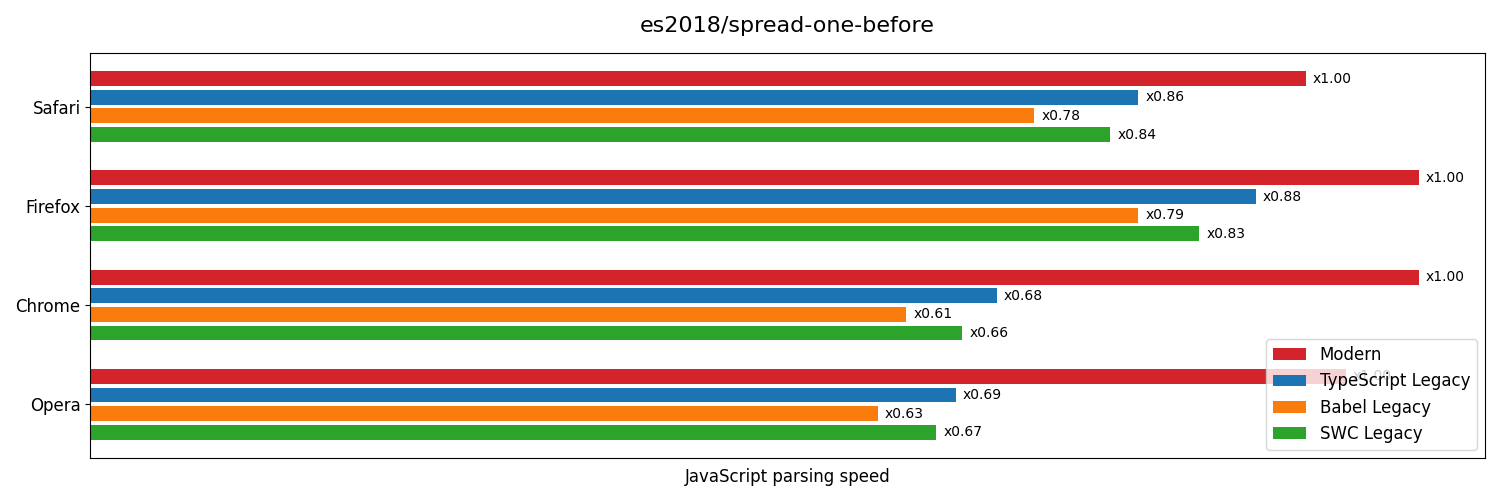 es2018/spread-one-before
Safari
x1.00
x0.86
x0.78
x0.84
Firefox
x1.00
x0.88
x0.79
x0.83
Chrome
x1.00
x0.68
x0.61
x0.66
Opera
x1.00
x0.69
x0.63
x0.67
Modern
TypeScript Legacy
Babel Legacy
SWC Legacy
JavaScript parsing speed